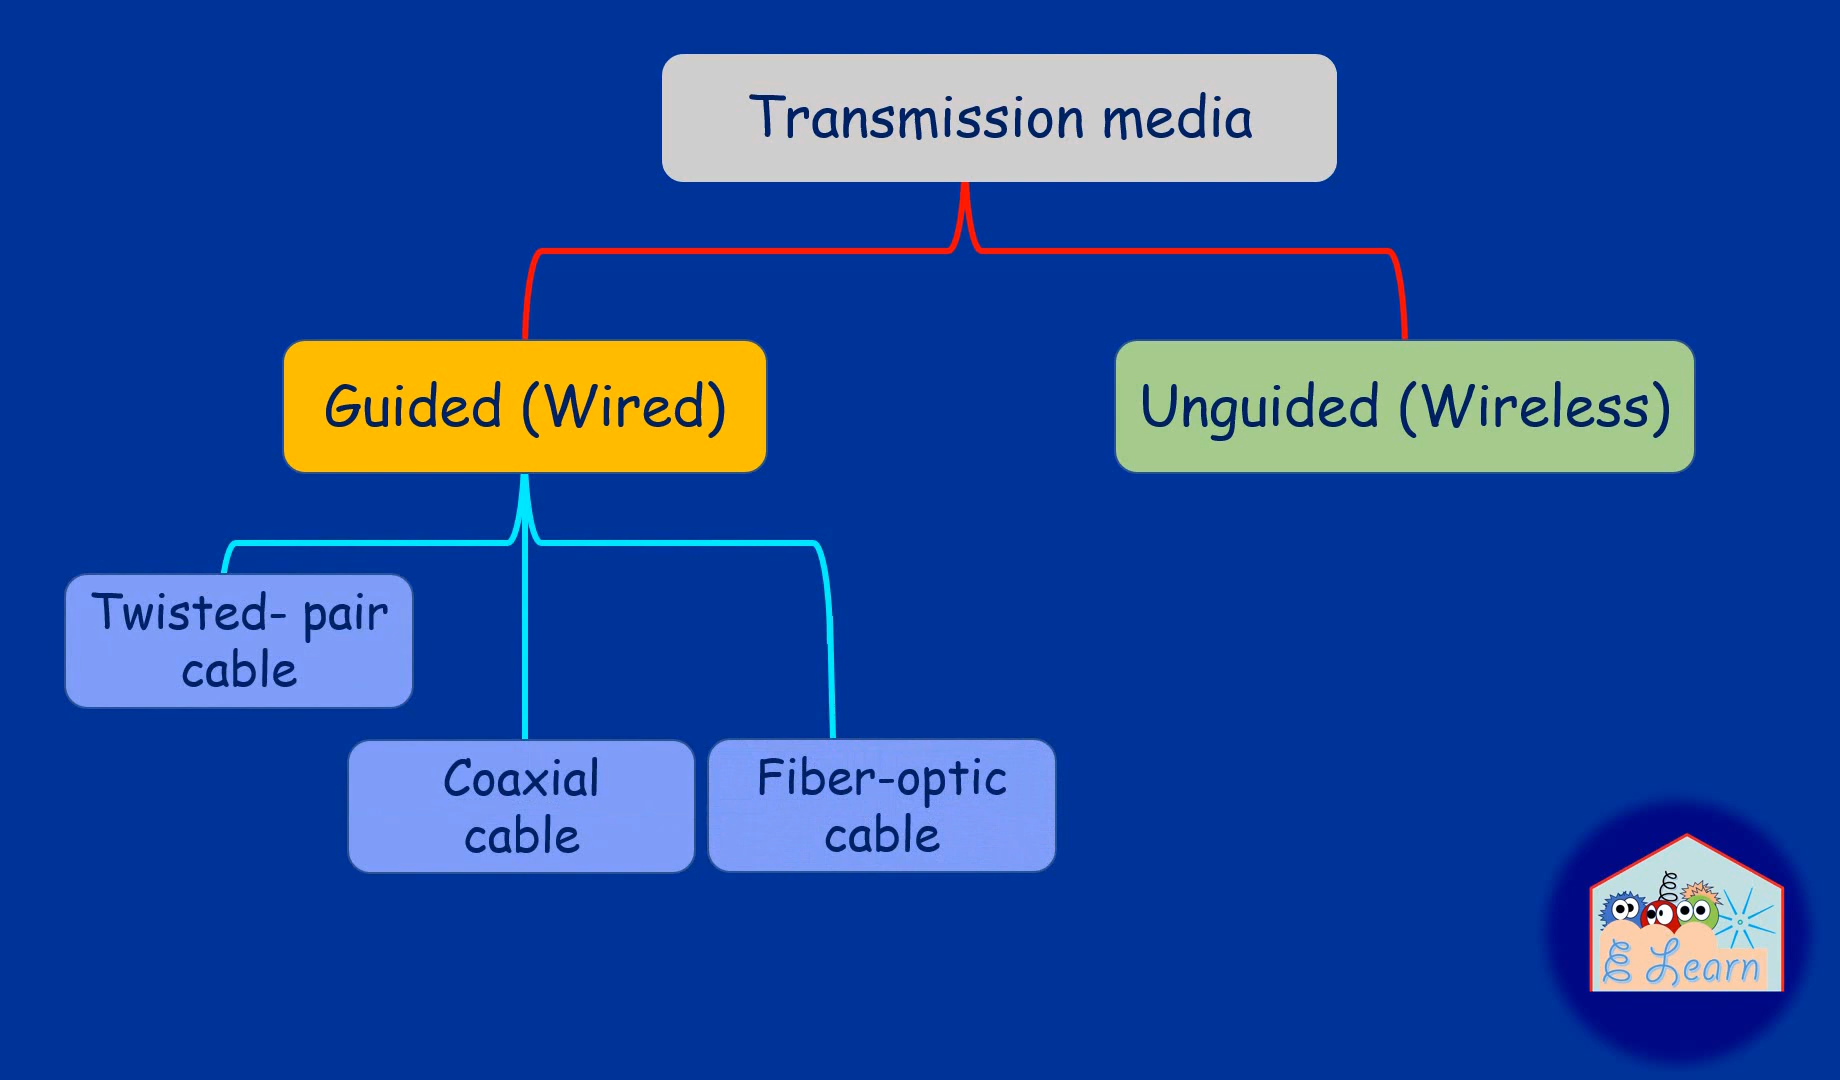 Transmission media
Guided (Wired)
Unguided (Wireless)
Twisted- pair
cable
Coaxial
cable
Fiber-optic
cable
E Learn